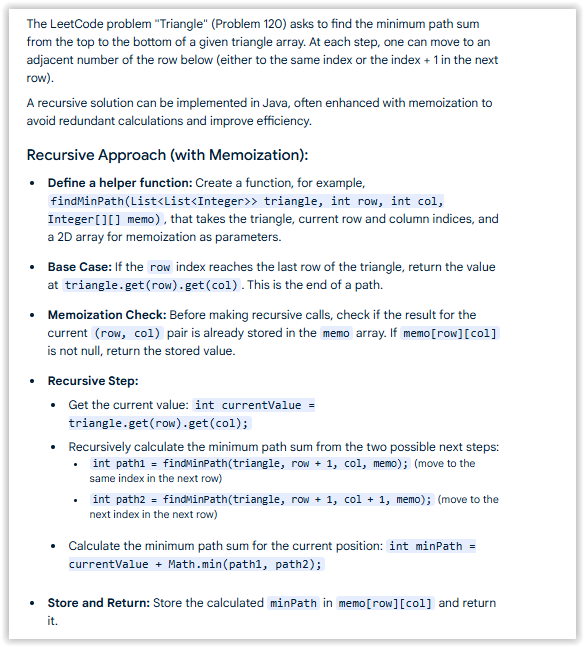 The LeetCode problem "Triangle" (Problem 120) asks to find the minimum path sum
from the top to the bottom of a given triangle array. At each step, one can move to an
adjacent number of the row below (either to the same index or the index + 1 in the next
row).
A recursive solution can be implemented in Java, often enhanced with memoization to
avoid redundant calculations and improve efficiency.
Recursive Approach (with Memoization):
• Define a helper function: Create a function, for example,
findMinPath(List<List<Integer>> triangle, int row, int col,
Integer[][] memo), that takes the triangle, current row and column indices, and
a 2D array for memoization as parameters.
• Base Case: If the row index reaches the last row of the triangle, return the value
at triangle.get(row).get(col). This is the end of a path.
• Memoization Check: Before making recursive calls, check if the result for the
current (row, col) pair is already stored in the memo array. If memo[row][col]
is not null, return the stored value.
• Recursive Step:
• Get the current value: int currentValue =
triangle.get(row).get(col);
• Recursively calculate the minimum path sum from the two possible next steps:
• int path1 = findMinPath(triangle, row + 1, col, memo); (move to the
same index in the next row)
• int path2 = findMinPath(triangle, row + 1, col + 1, memo); (move to the
next index in the next row)
• Calculate the minimum path sum for the current position: int minPath =
currentValue + Math.min(path1, path2);
• Store and Return: Store the calculated minPath in memo[row][col] and return
it.